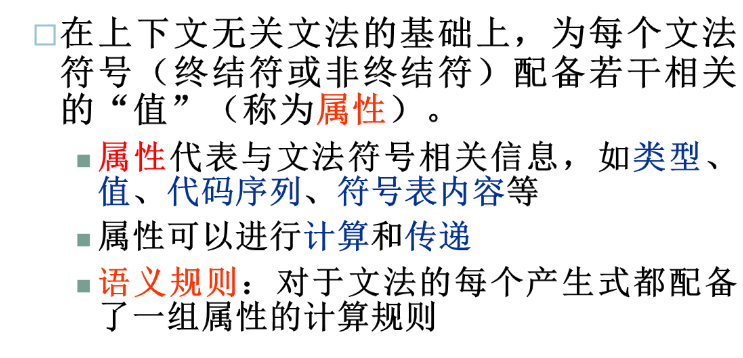 在上下文无关文法的基础上，为每个文法
符号（终结符或非终结符）配备若干相关
的“值”（称为属性）。
属性代表与文法符号相关信息，如类型、
值、代码序列、符号表内容等
属性可以进行计算和传递
语义规则：对于文法的每个产生式都配备
了一组属性的计算规则